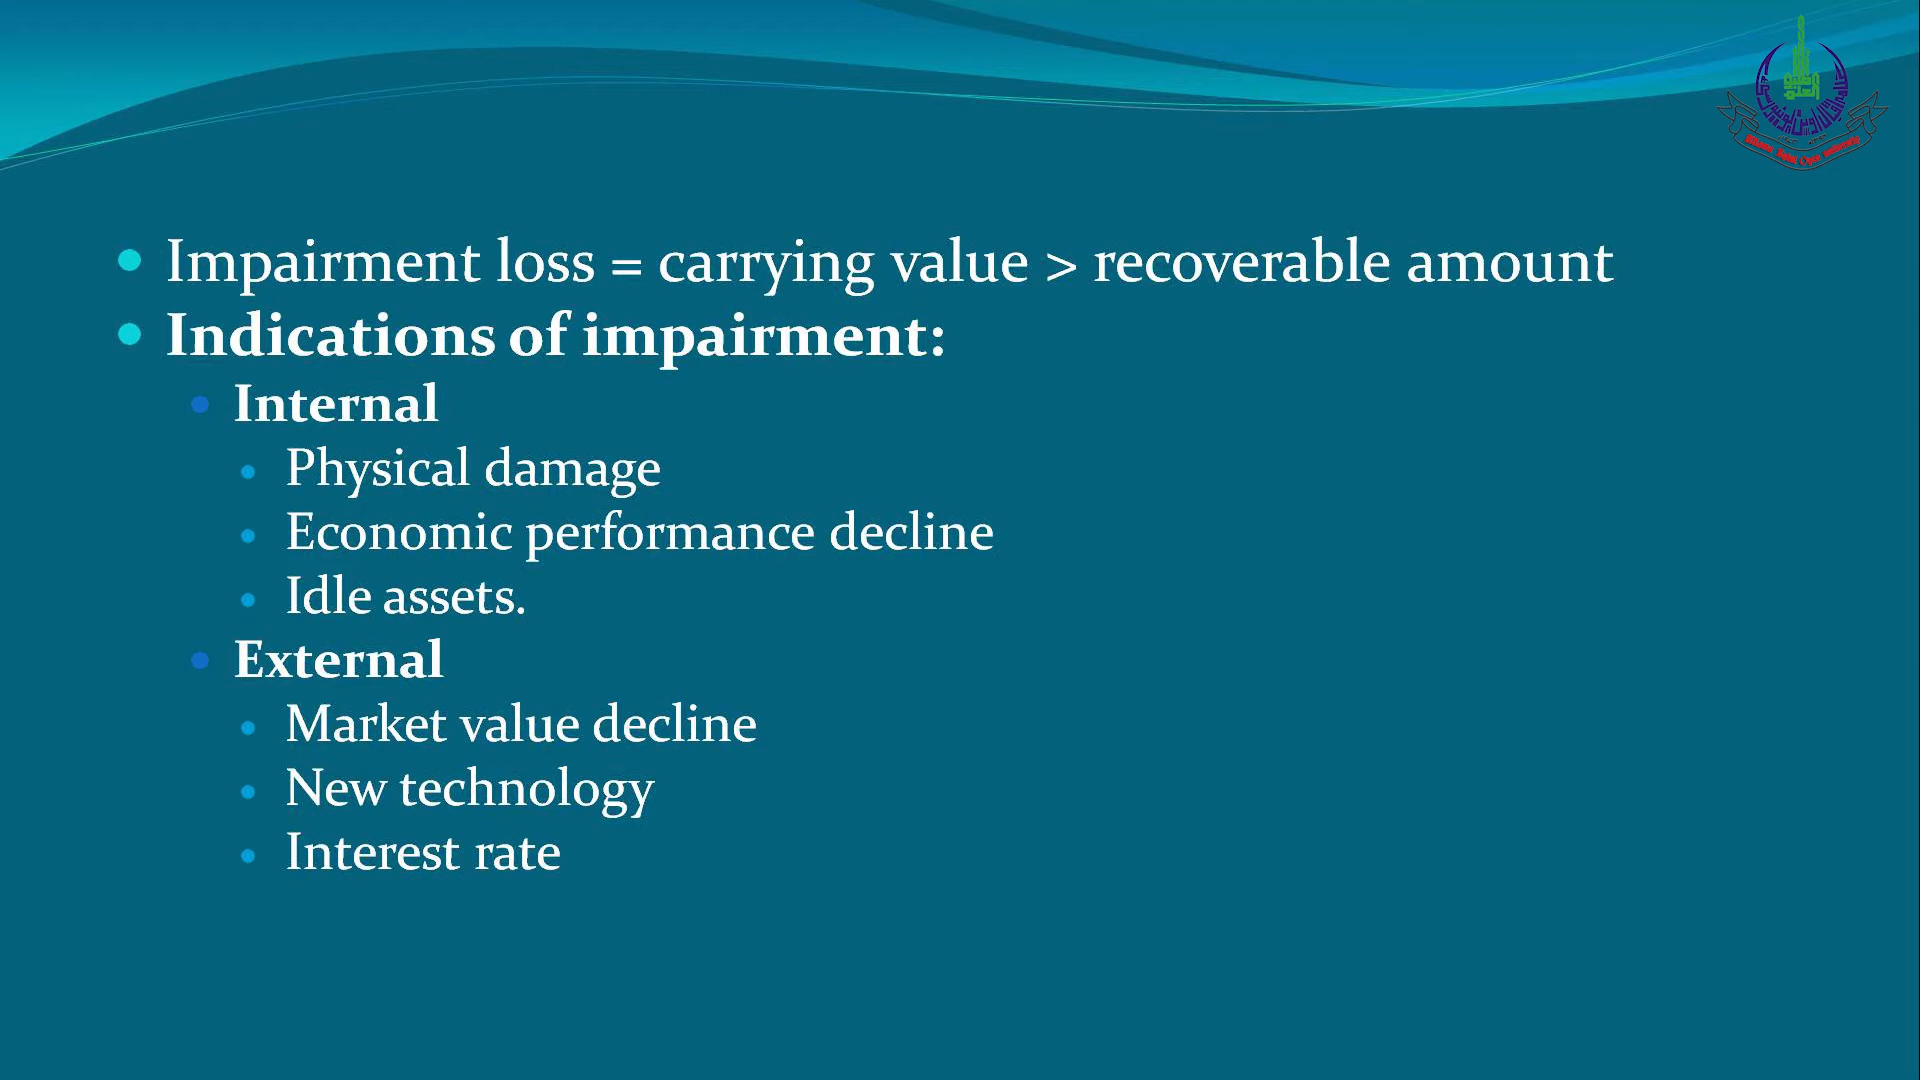 Impairment loss = carrying value > recoverable amount
Indications of impairment:
Internal
Physical damage
Economic performance decline
Idle assets.
External
Market value decline
New technology
Interest rate